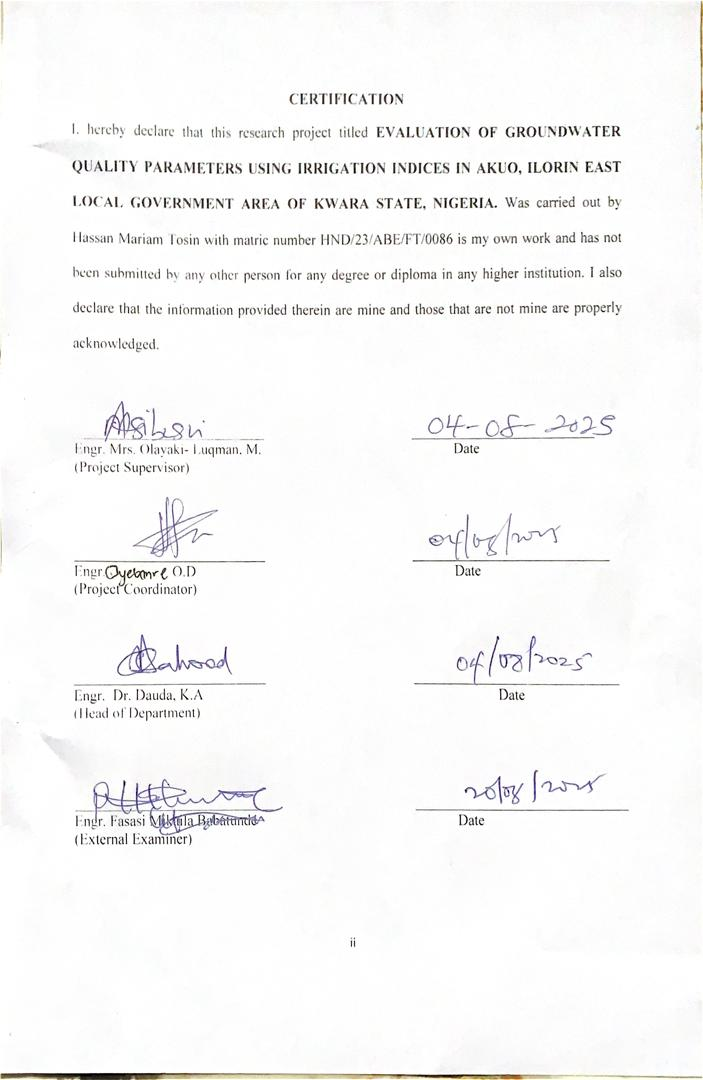 CERTIFICATION
I. hereby declare that this research project titled EVALUATION OF GROUNDWATER
QUALITY PARAMETERS USING IRRIGATION INDICES IN AKUO, ILORIN EAST
LOCAL GOVERNMENT AREA OF KWARA STATE, NIGERIA. Was carried out by
Hassan Mariam Tosin with matric number HND/23/ABE/FT/0086 is my own work and has not
been submitted by any other person for any degree or diploma in any higher institution. I also
declare that the information provided therein are mine and those that are not mine are properly
acknowledged.
04-08-2025
Engr. Mrs. Olayaki- Luqman, M. Date
(Project Supervisor)
04/08/2025
Engr. Oyebanre O.D Date
(Project Coordinator)
04/08/2025
Engr. Dr. Dauda, K.A Date
(Head of Department)
20/08/2025
Engr. Fasasi Babatunde Date
(External Examiner)
ii